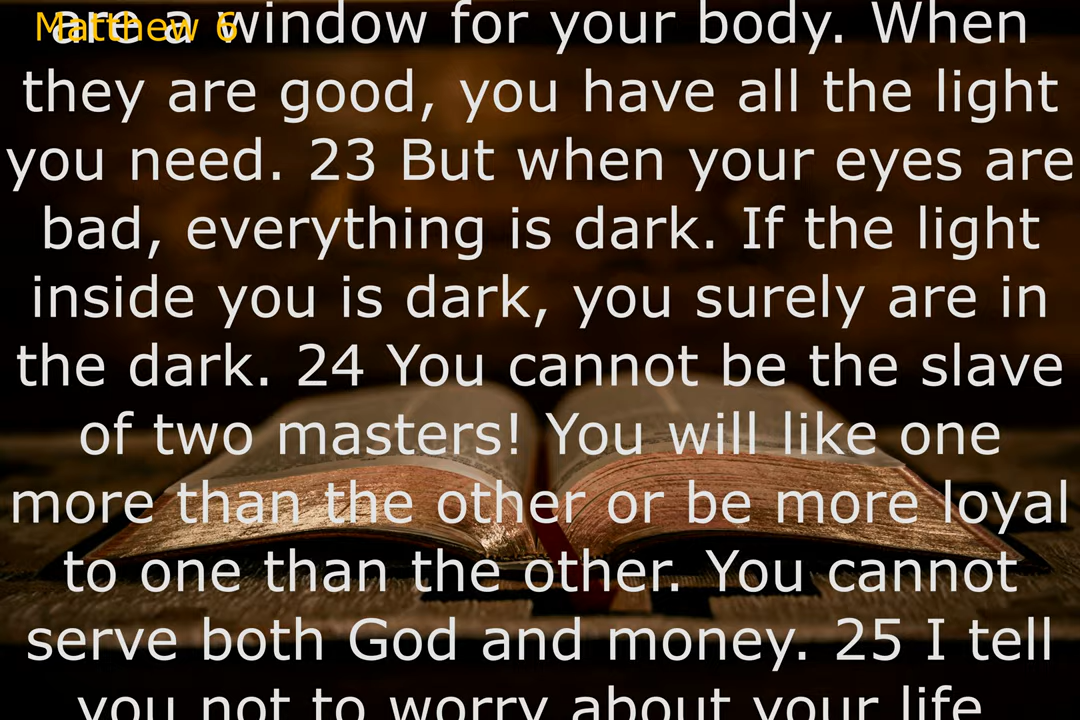 Matthew 6
are a window for your body. When
they are good, you have all the light
you need. 23 But when your eyes are
bad, everything is dark. If the light
inside you is dark, you surely are in
the dark. 24 You cannot be the slave
of two masters! You will like one
more than the other or be more loyal
to one than the other. You cannot
serve both God and money. 25 I tell
you not to worry about your life